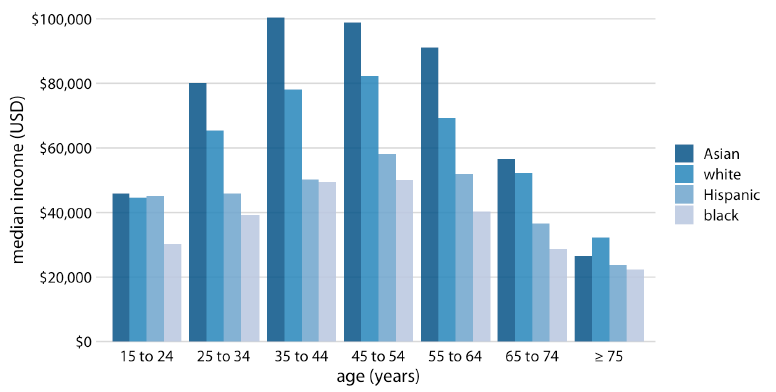 $100,000
$80,000
$60,000
$40,000
$20,000
$0
median income (USD)
15 to 24 25 to 34 35 to 44 45 to 54 55 to 64 65 to 74 ≥ 75
age (years)
Asian
white
Hispanic
black